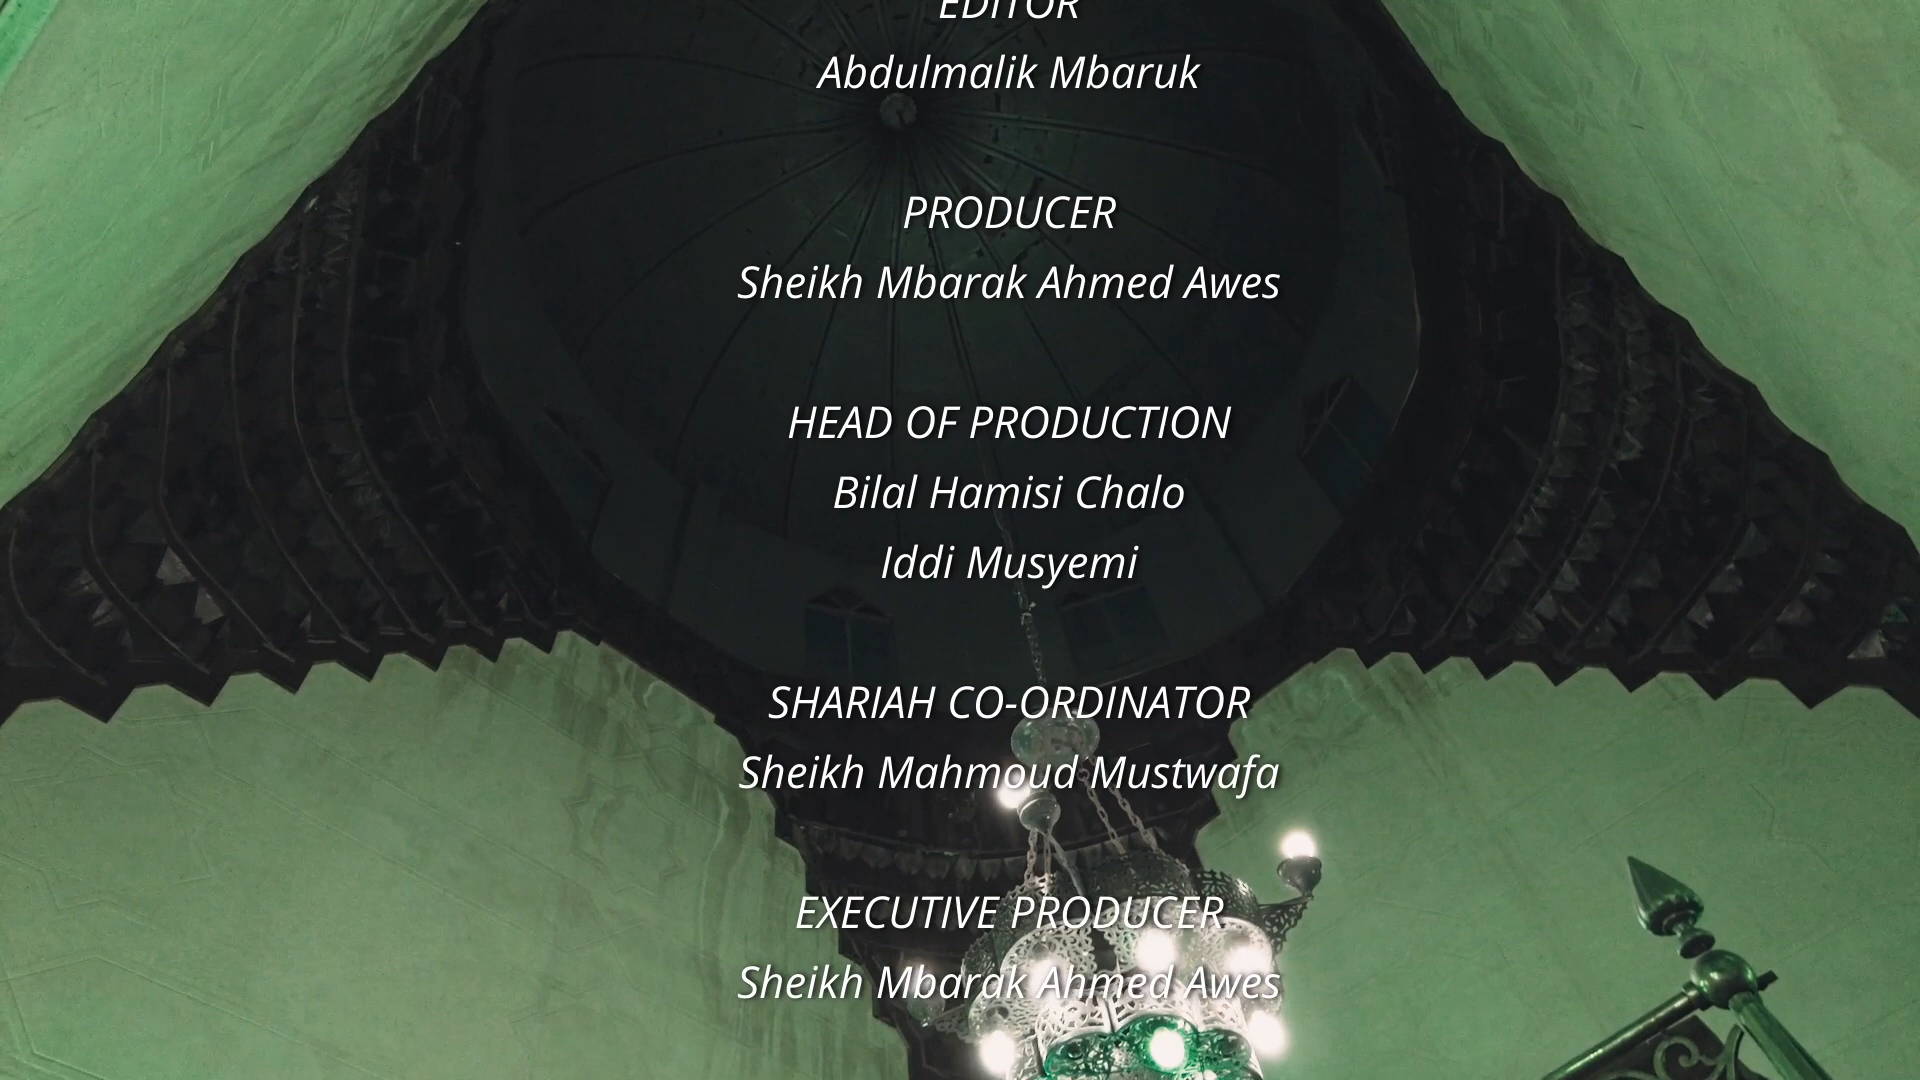 EDITOR
Abdulmalik Mbaruk
PRODUCER
Sheikh Mbarak Ahmed Awes
HEAD OF PRODUCTION
Bilal Hamisi Chalo
Iddi Musyemi
SHARIAH CO-ORDINATOR
Sheikh Mahmoud Mustwafa
EXECUTIVE PRODUCER
Sheikh Mbarak Ahmed Awes